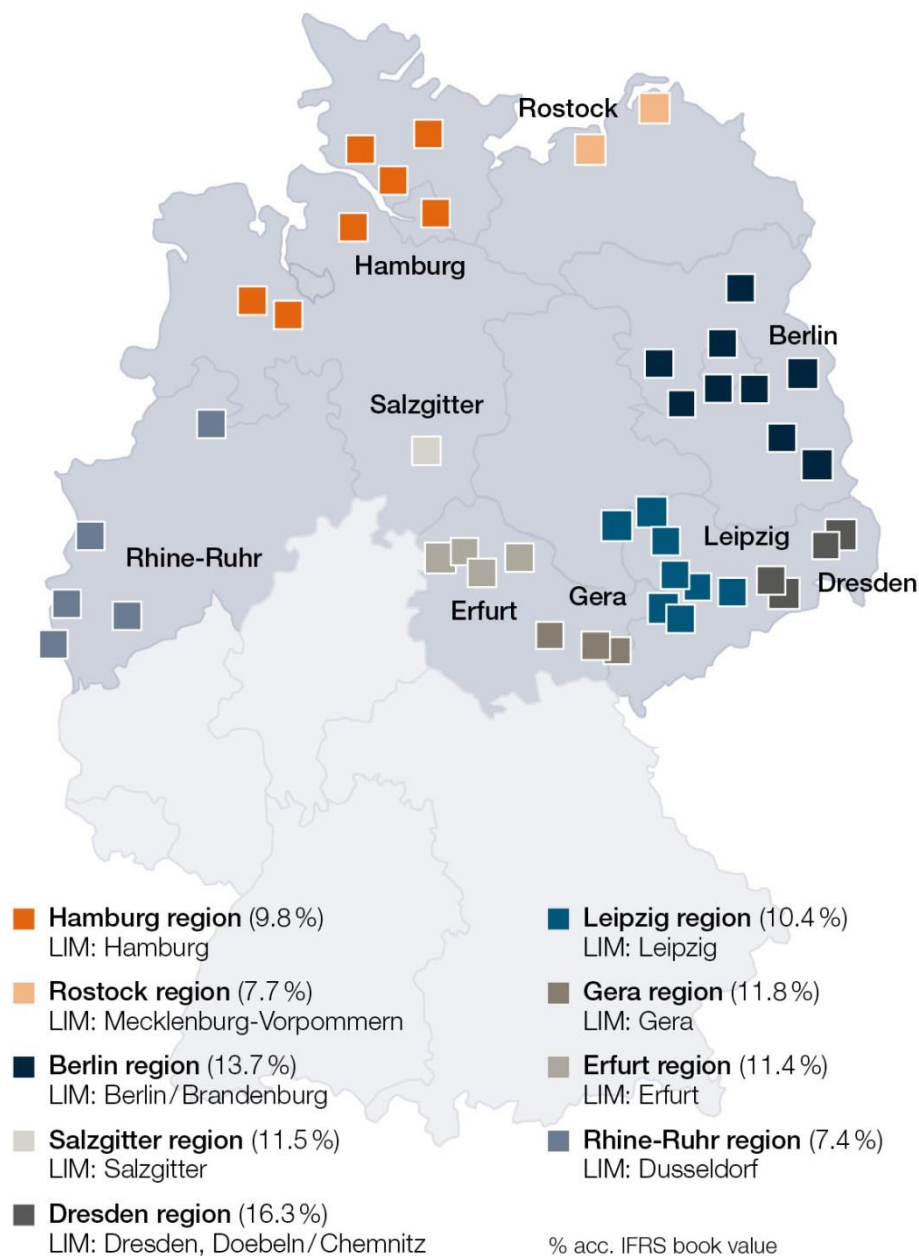 Rostock
Hamburg
Berlin
Salzgitter
Rhine-Ruhr
Leipzig
Dresden
Gera
Erfurt
Hamburg region (9.8 %)
LIM: Hamburg
Rostock region (7.7 %)
LIM: Mecklenburg-Vorpommern
Berlin region (13.7 %)
LIM: Berlin / Brandenburg
Salzgitter region (11.5 %)
LIM: Salzgitter
Dresden region (16.3 %)
LIM: Dresden, Doebeln / Chemnitz
Leipzig region (10.4 %)
LIM: Leipzig
Gera region (11.8 %)
LIM: Gera
Erfurt region (11.4 %)
LIM: Erfurt
Rhine-Ruhr region (7.4 %)
LIM: Dusseldorf
% acc. IFRS book value